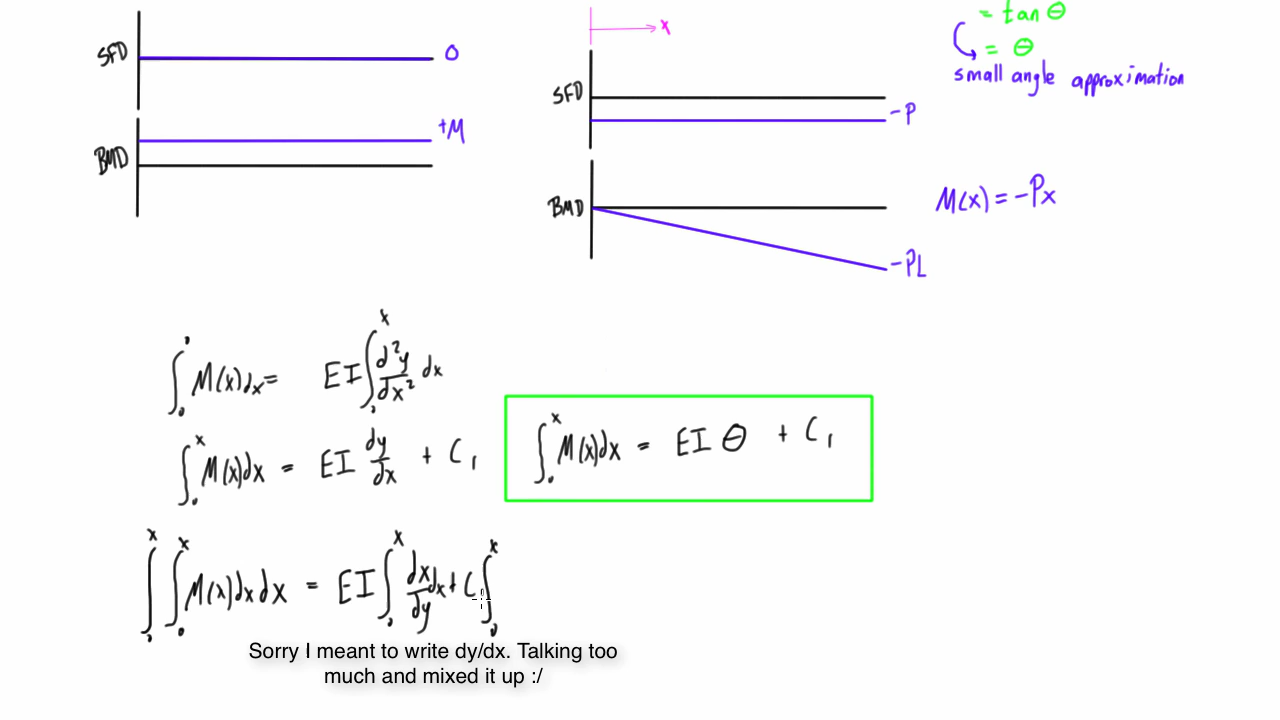 SFD
0
+M
BMD
x
SFD
-P
BMD
-PL
= tan θ
= θ
small angle approximation
M(x) = -Px
∫₀ˣ M(x)dx = EI ∫₀ˣ d²y/dx² dx
∫₀ˣ M(x)dx = EI dy/dx + C₁
∫₀ˣ M(x)dx = EI θ + C₁
∫₀ˣ ∫₀ˣ M(x)dx dx = EI ∫₀ˣ dx/dy dx + C ∫₀ˣ
Sorry I meant to write dy/dx. Talking too
much and mixed it up :/